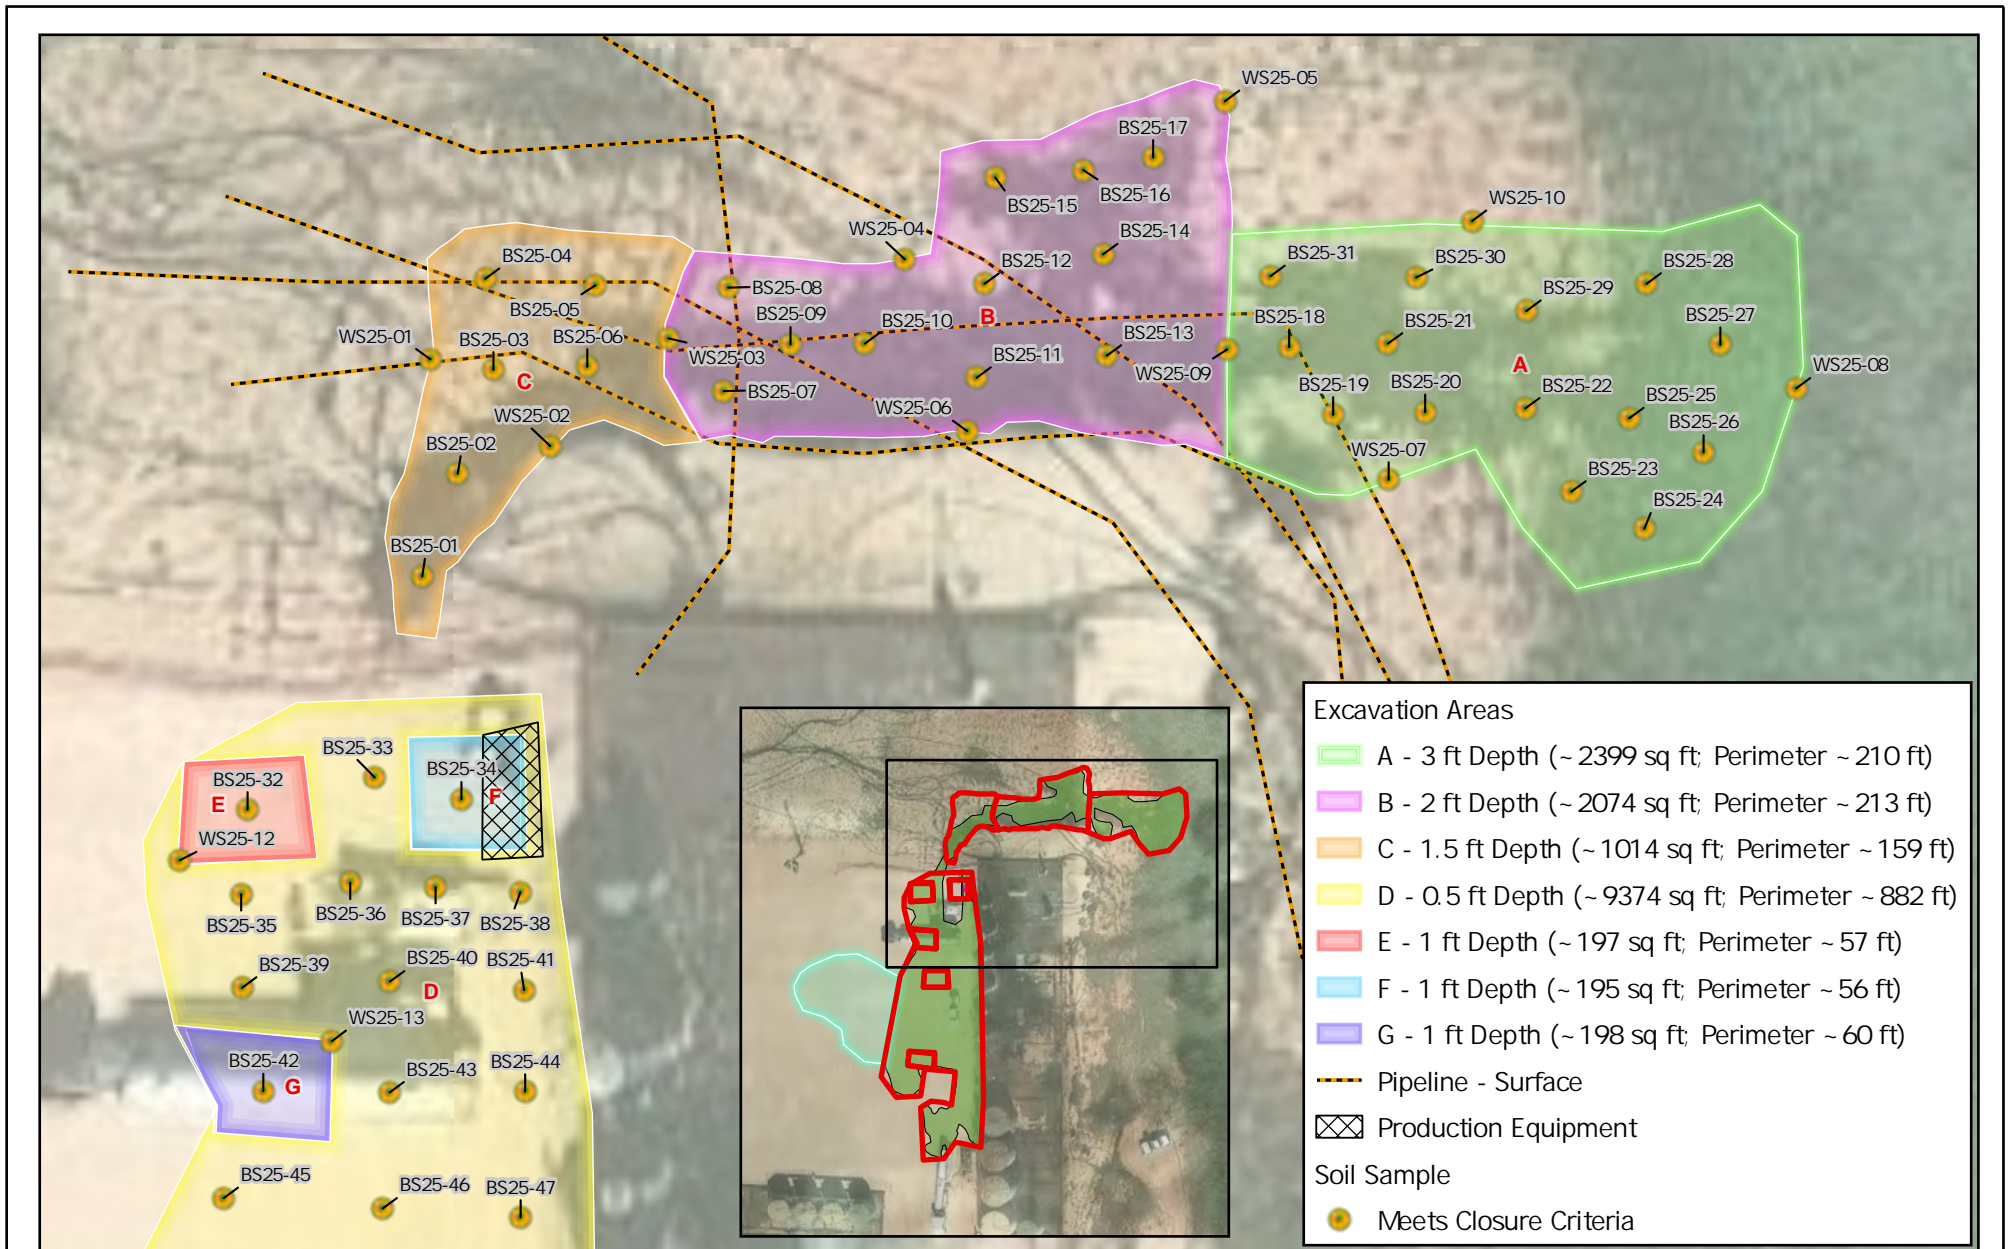 WS25-05
BS25-17
BS25-15
BS25-16
WS25-10
WS25-04
BS25-14
BS25-04
BS25-12
BS25-31
BS25-30
BS25-28
BS25-08
BS25-29
BS25-05
BS25-09
BS25-10
B
BS25-18
BS25-27
WS25-01
BS25-03
BS25-06
WS25-03
BS25-13
BS25-21
BS25-11
WS25-09
A
WS25-08
C
BS25-07
BS25-19
BS25-20
BS25-22
BS25-25
WS25-02
WS25-06
BS25-26
BS25-02
WS25-07
BS25-23
BS25-24
BS25-01
BS25-33
BS25-32
BS25-34
E
F
WS25-12
BS25-35
BS25-36
BS25-37
BS25-38
BS25-39
BS25-40
BS25-41
D
WS25-13
BS25-42
G
BS25-43
BS25-44
BS25-45
BS25-46
BS25-47
Excavation Areas
A - 3 ft Depth (~2399 sq ft; Perimeter ~210 ft)
B - 2 ft Depth (~2074 sq ft; Perimeter ~213 ft)
C - 1.5 ft Depth (~1014 sq ft; Perimeter ~159 ft)
D - 0.5 ft Depth (~9374 sq ft; Perimeter ~882 ft)
E - 1 ft Depth (~197 sq ft; Perimeter ~57 ft)
F - 1 ft Depth (~195 sq ft; Perimeter ~56 ft)
G - 1 ft Depth (~198 sq ft; Perimeter ~60 ft)
Pipeline - Surface
Production Equipment
Soil Sample
Meets Closure Criteria